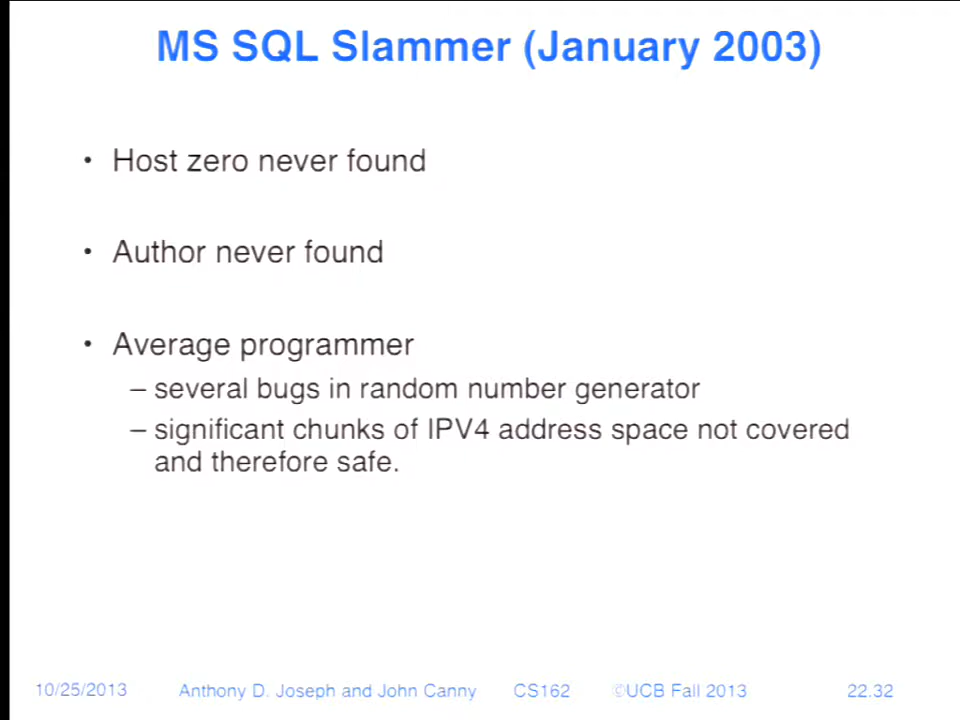 MS SQL Slammer (January 2003)
• Host zero never found
• Author never found
• Average programmer
– several bugs in random number generator
– significant chunks of IPV4 address space not covered
and therefore safe.
10/25/2013 Anthony D. Joseph and John Canny CS162 ©UCB Fall 2013 22.32